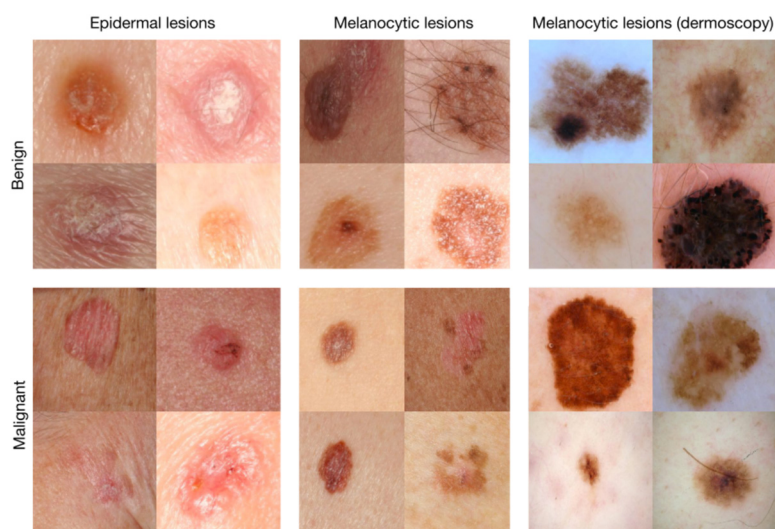 Epidermal lesions
Melanocytic lesions
Melanocytic lesions (dermoscopy)
Benign
Malignant